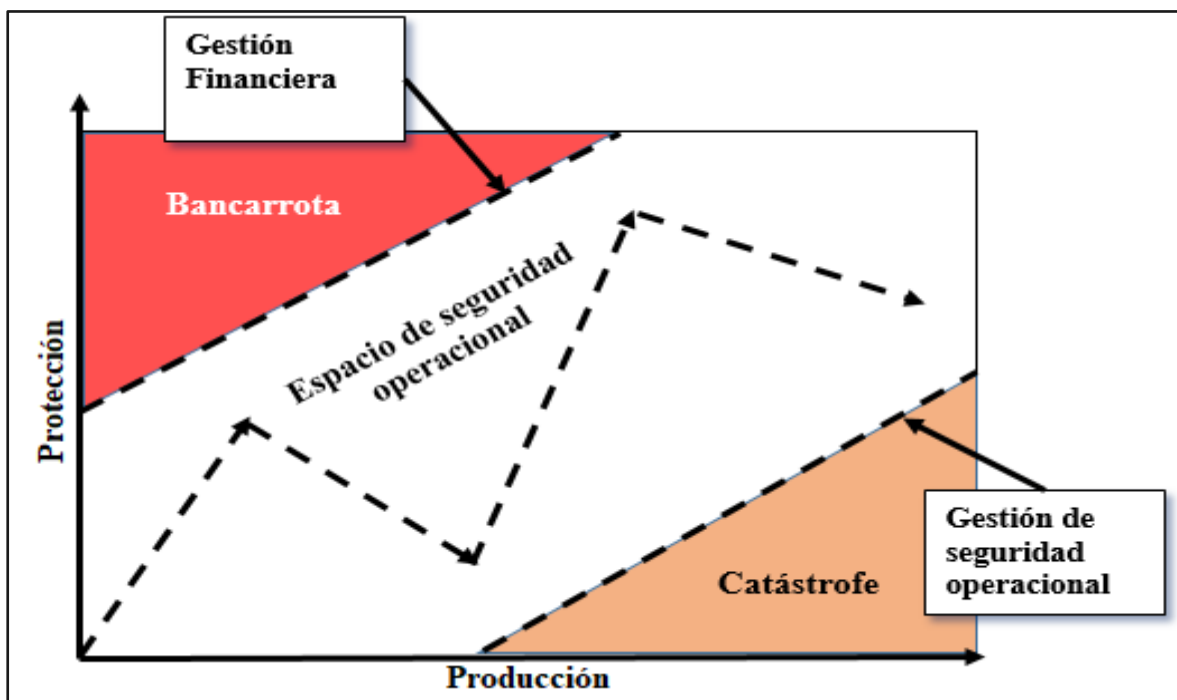 Gestión
Financiera
Bancarrota
Protección
Espacio de seguridad
operacional
Gestión de
seguridad
operacional
Catástrofe
Producción